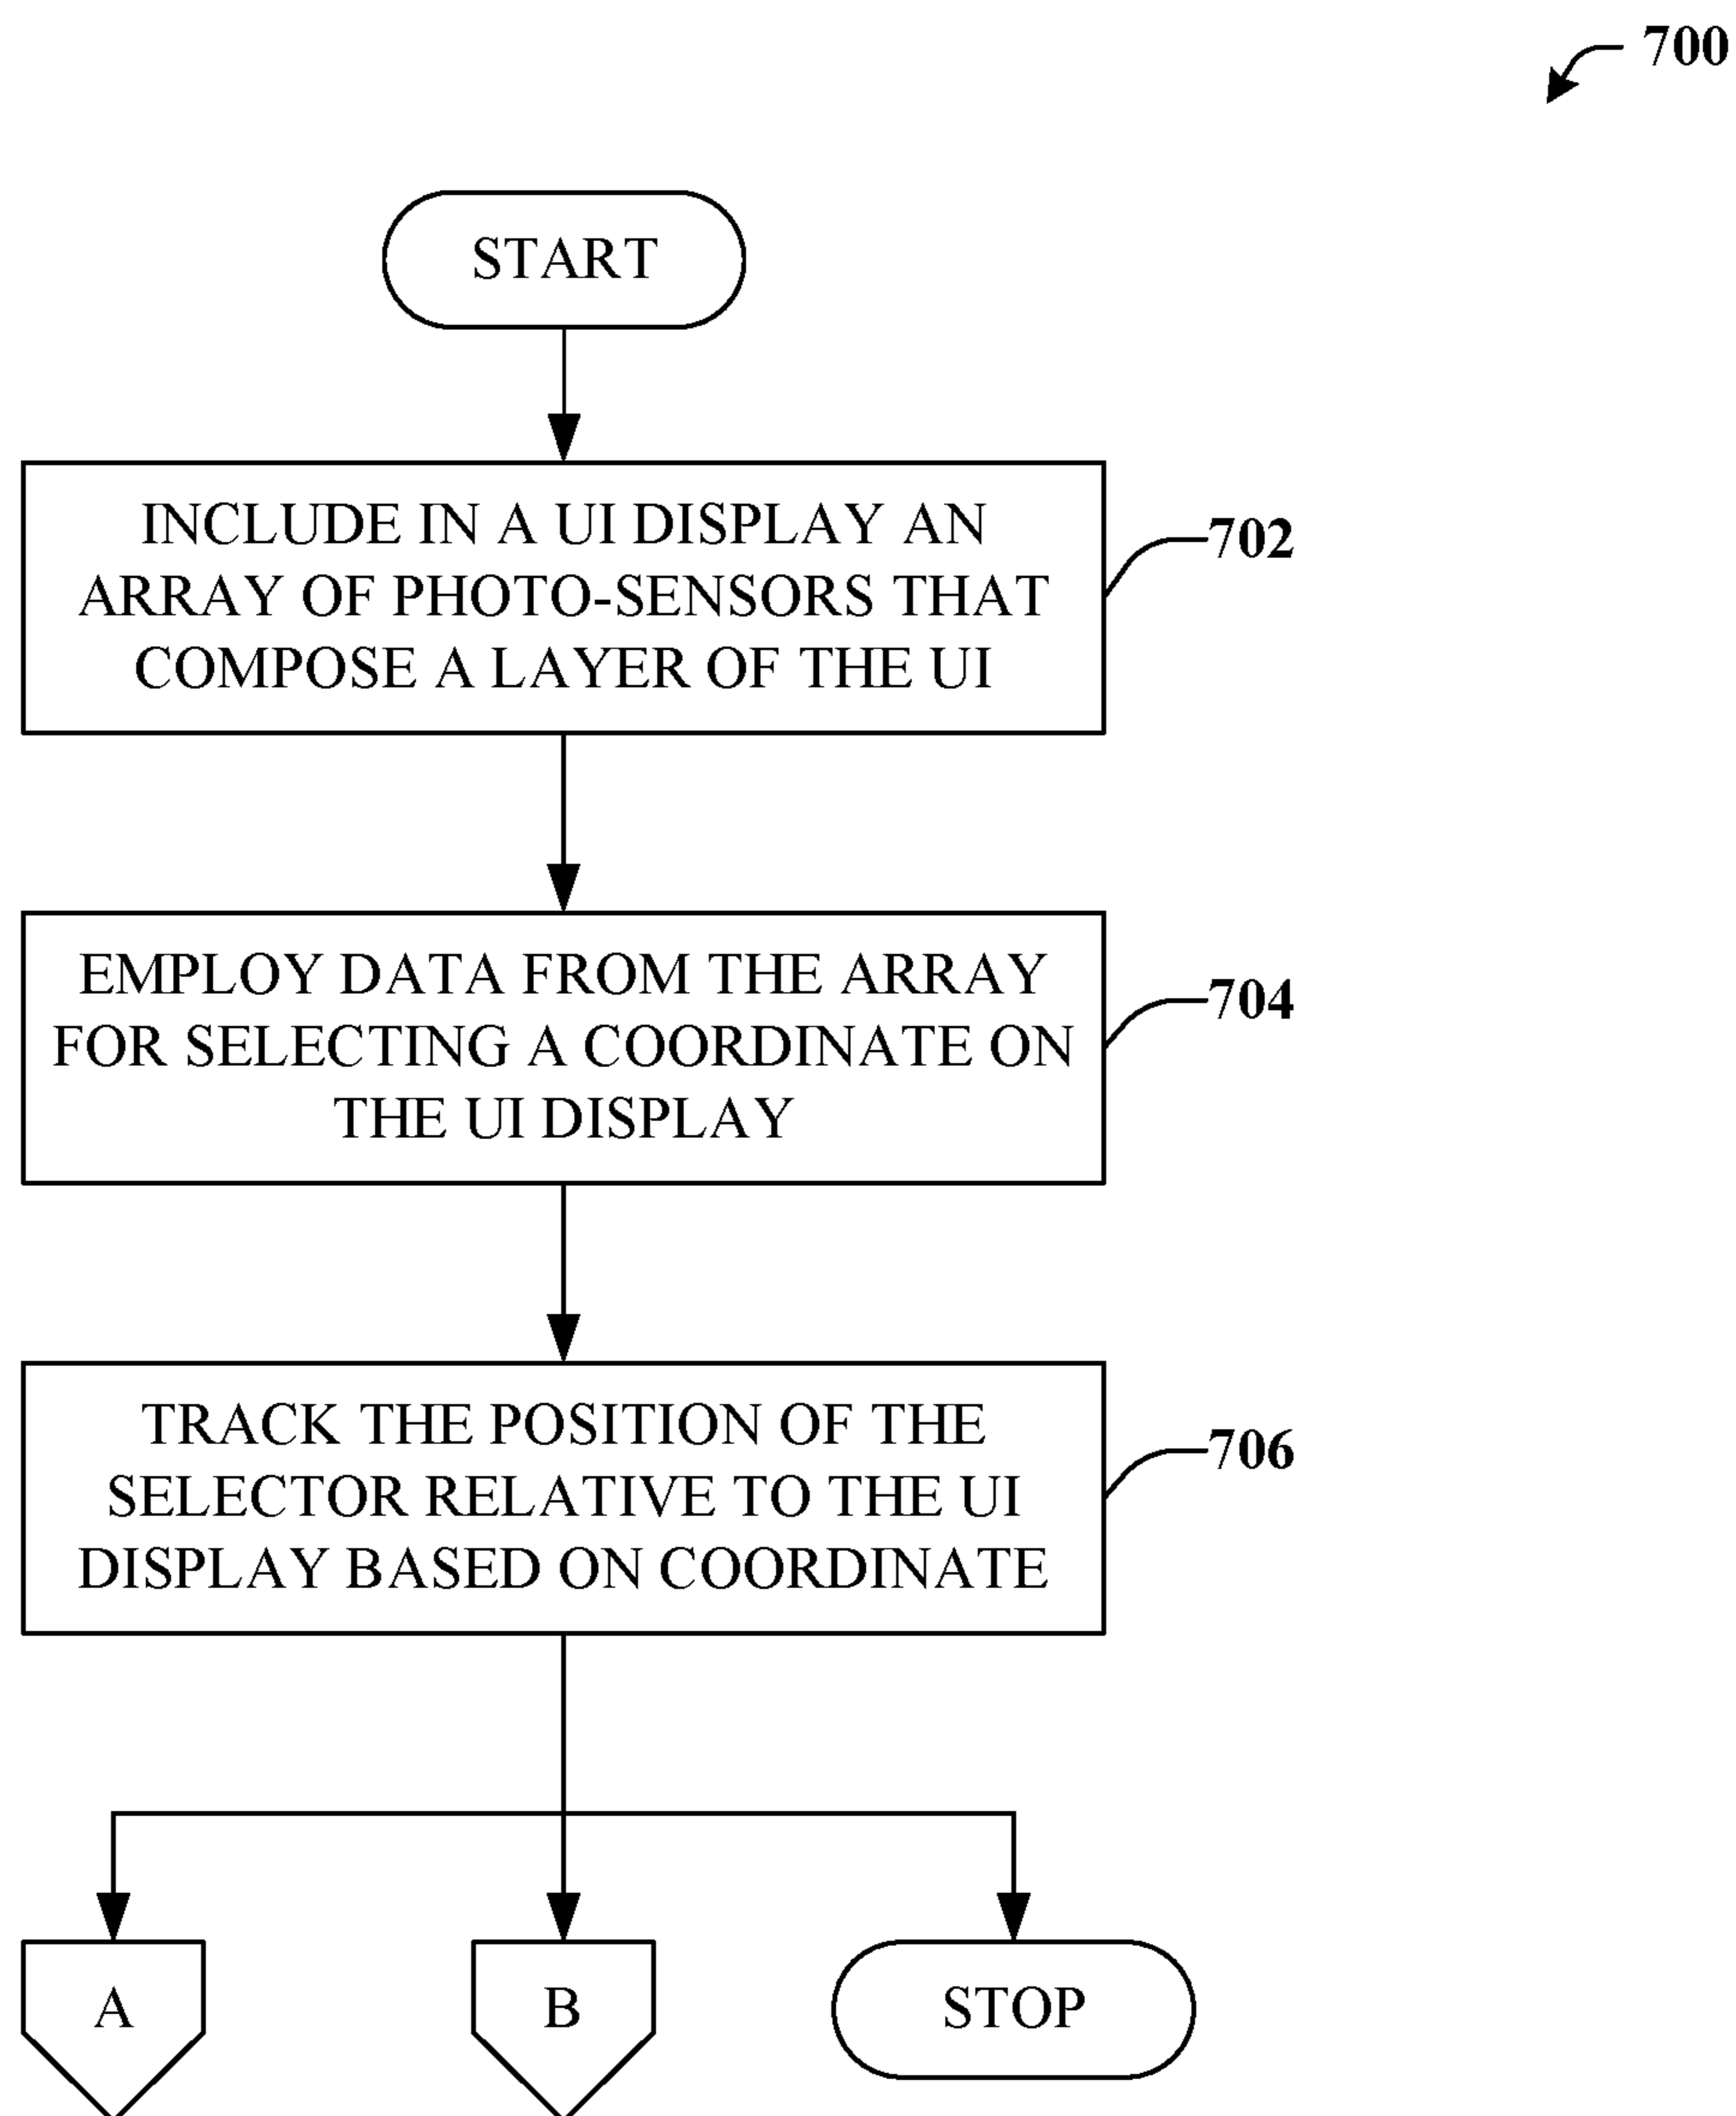 700
START
INCLUDE IN A UI DISPLAY AN
ARRAY OF PHOTO-SENSORS THAT
COMPOSE A LAYER OF THE UI
702
EMPLOY DATA FROM THE ARRAY
FOR SELECTING A COORDINATE ON
THE UI DISPLAY
704
TRACK THE POSITION OF THE
SELECTOR RELATIVE TO THE UI
DISPLAY BASED ON COORDINATE
706
A
B
STOP